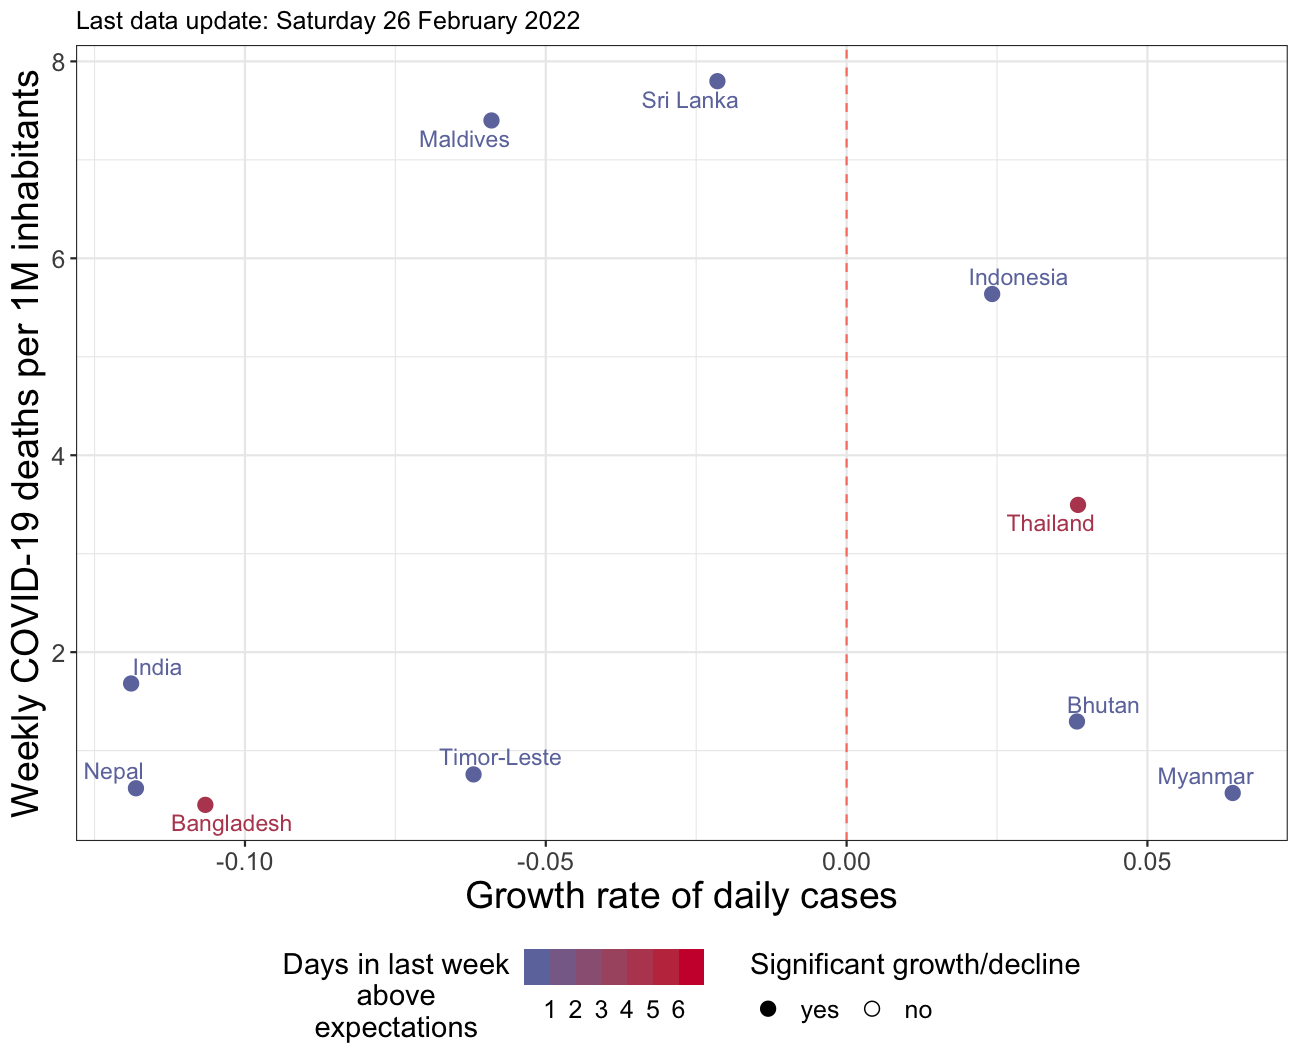 Last data update: Saturday 26 February 2022
Weekly COVID-19 deaths per 1M inhabitants
8
6
4
2
Sri Lanka
Maldives
Indonesia
Thailand
India
Bhutan
Timor-Leste
Nepal
Myanmar
Bangladesh
-0.10 -0.05 0.00 0.05
Growth rate of daily cases
Days in last week
above
expectations
1 2 3 4 5 6
Significant growth/decline
yes no